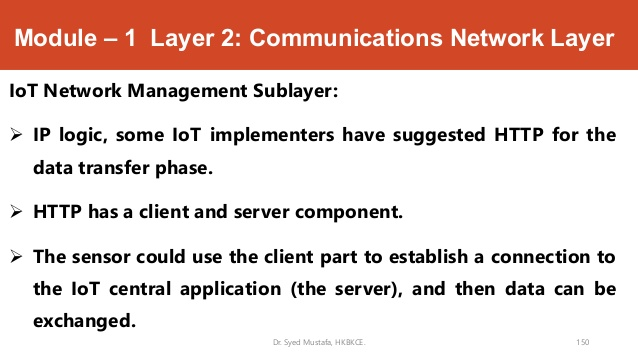 Module – 1 Layer 2: Communications Network Layer
IoT Network Management Sublayer:
➢ IP logic, some IoT implementers have suggested HTTP for the
data transfer phase.
➢ HTTP has a client and server component.
➢ The sensor could use the client part to establish a connection to
the IoT central application (the server), and then data can be
exchanged.
Dr. Syed Mustafa, HKBKCE. 150